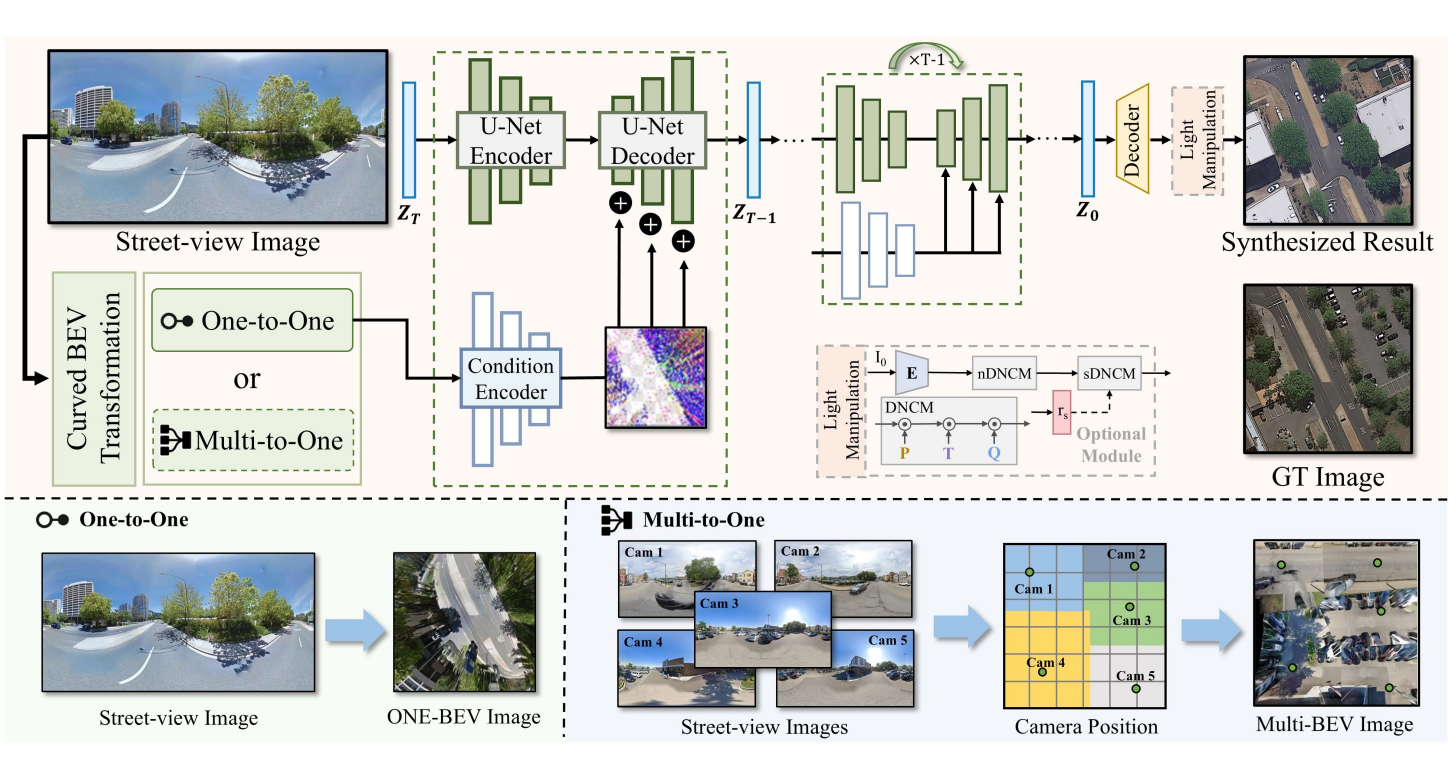 Street-view Image
Z_T
U-Net
Encoder
U-Net
Decoder
Z_{T-1}
...
×T-1
...
Z_0
Decoder
Light
Manipulation
Synthesized Result
Curved BEV
Transformation
One-to-One
or
Multi-to-One
Condition
Encoder
Light
Manipulation
I_0
E
nDNCM
sDNCM
DNCM
P
T
Q
r_s
Optional
Module
GT Image
One-to-One
Street-view Image
ONE-BEV Image
Multi-to-One
Cam 1
Cam 2
Cam 3
Cam 4
Cam 5
Street-view Images
Cam 1
Cam 2
Cam 3
Cam 4
Cam 5
Camera Position
Multi-BEV Image